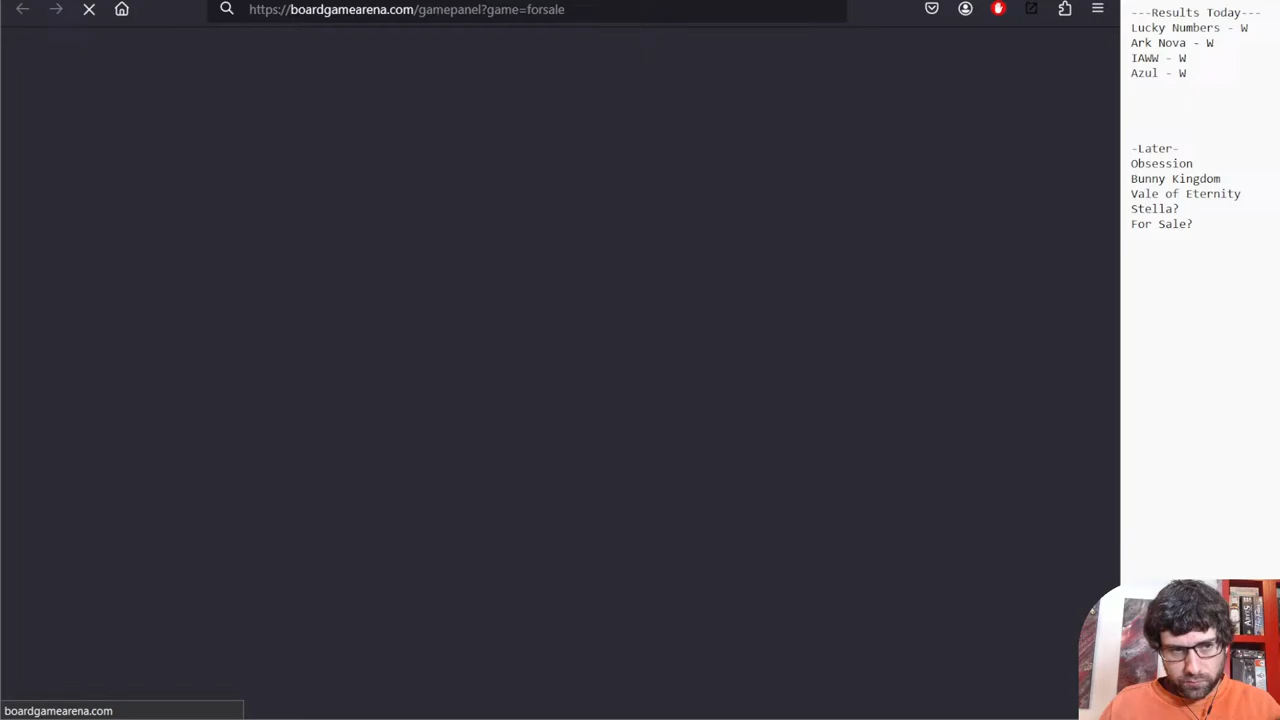 https://boardgamearena.com/gamepanel?game=forsale
---Results Today---
Lucky Numbers - W
Ark Nova - W
IAWW - W
Azul - W
-Later-
Obsession
Bunny Kingdom
Vale of Eternity
Stella?
For Sale?
boardgamearena.com